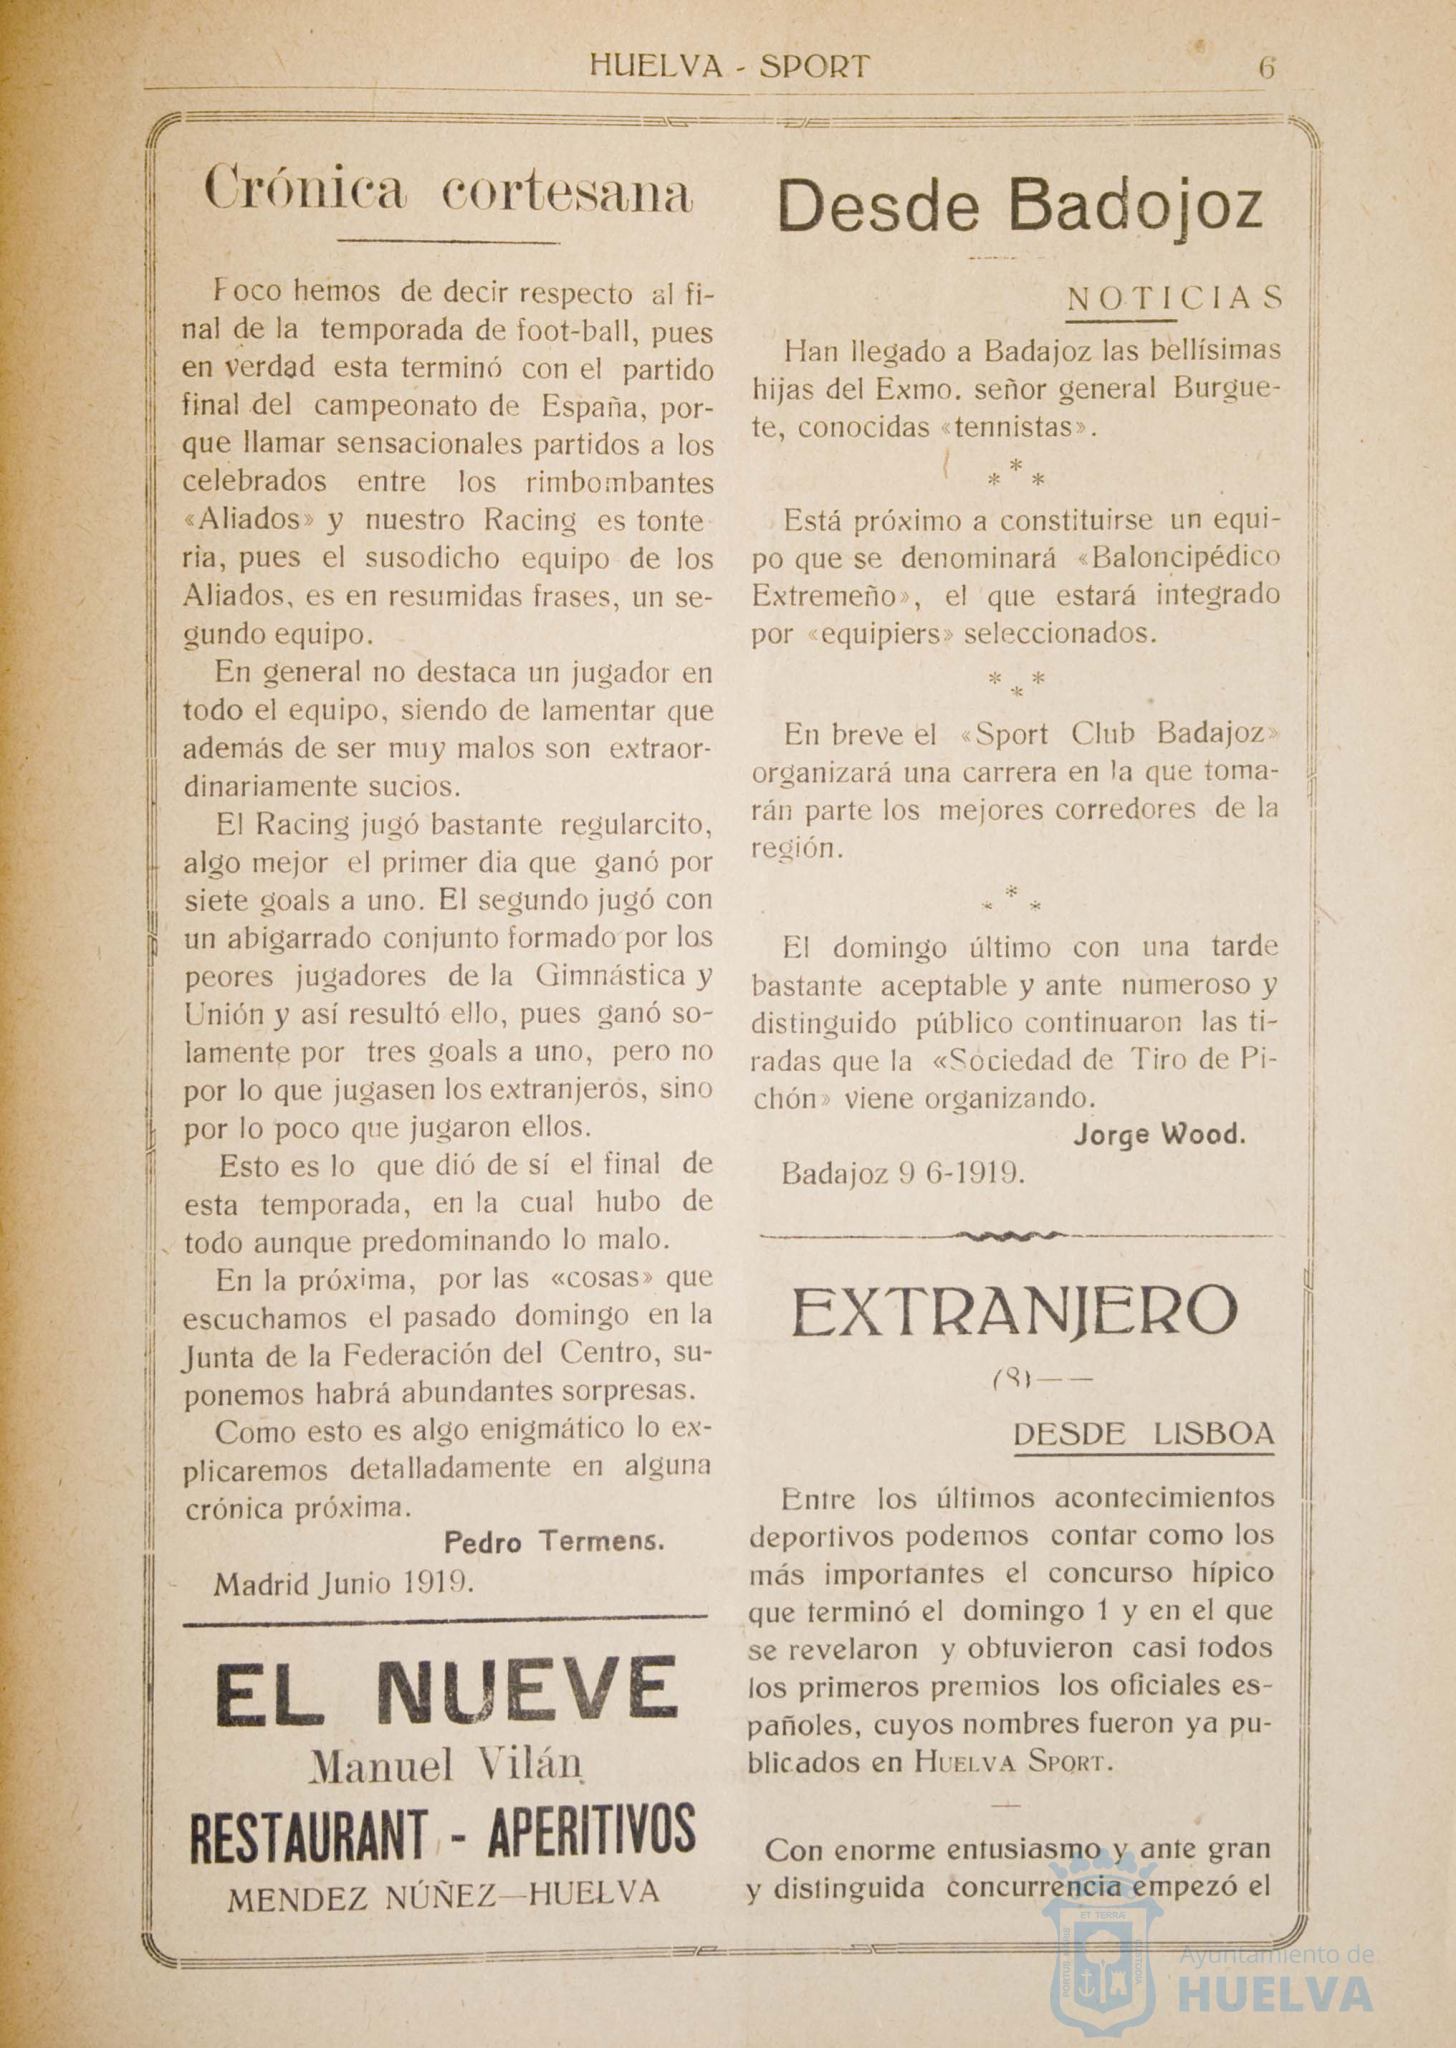 HUELVA - SPORT
6
Crónica cortesana
Poco hemos de decir respecto al fi-
nal de la temporada de foot-ball, pues
en verdad esta terminó con el partido
final del campeonato de España, por-
que llamar sensacionales partidos a los
celebrados entre los rimbombantes
«Aliados» y nuestro Racing es tonte
ria, pues el susodicho equipo de los
Aliados, es en resumidas frases, un se-
gundo equipo.
En general no destaca un jugador en
todo el equipo, siendo de lamentar que
además de ser muy malos son extraor-
dinariamente sucios.
El Racing jugó bastante regularcito,
algo mejor el primer dia que ganó por
siete goals a uno. El segundo jugó con
un abigarrado conjunto formado por los
peores jugadores de la Gimnástica y
Unión y así resultó ello, pues ganó so-
lamente por tres goals a uno, pero no
por lo que jugasen los extranjeros, sino
por lo poco que jugaron ellos.
Esto es lo que dió de sí el final de
esta temporada, en la cual hubo de
todo aunque predominando lo malo.
En la próxima, por las «cosas» que
escuchamos el pasado domingo en la
Junta de la Federación del Centro, su-
ponemos habrá abundantes sorpresas.
Como esto es algo enigmático lo ex-
plicaremos detalladamente en alguna
crónica próxima.
Pedro Termens.
Madrid Junio 1919.
EL NUEVE
Manuel Vilán
RESTAURANT - APERITIVOS
MENDEZ NÚÑEZ—HUELVA
Desde Badojoz
NOTICIAS
Han llegado a Badajoz las bellísimas
hijas del Exmo. señor general Burgue-
te, conocidas «tennistas».
* * *
Está próximo a constituirse un equi-
po que se denominará «Baloncipédico
Extremeño», el que estará integrado
por «equipiers» seleccionados.
* * *
En breve el «Sport Club Badajoz»
organizará una carrera en la que toma-
rán parte los mejores corredores de la
región.
* * *
El domingo último con una tarde
bastante aceptable y ante numeroso y
distinguido público continuaron las ti-
radas que la «Sociedad de Tiro de Pi-
chón» viene organizando.
Jorge Wood.
Badajoz 9 6-1919.
EXTRANJERO
(8)——
DESDE LISBOA
Entre los últimos acontecimientos
deportivos podemos contar como los
más importantes el concurso hípico
que terminó el domingo 1 y en el que
se revelaron y obtuvieron casi todos
los primeros premios los oficiales es-
pañoles, cuyos nombres fueron ya pu-
blicados en HUELVA SPORT.
Con enorme entusiasmo y ante gran
y distinguida concurrencia empezó el
ET TERRÆ
PORTUS MARIS
CUSTODIA
Ayuntamiento de
HUELVA